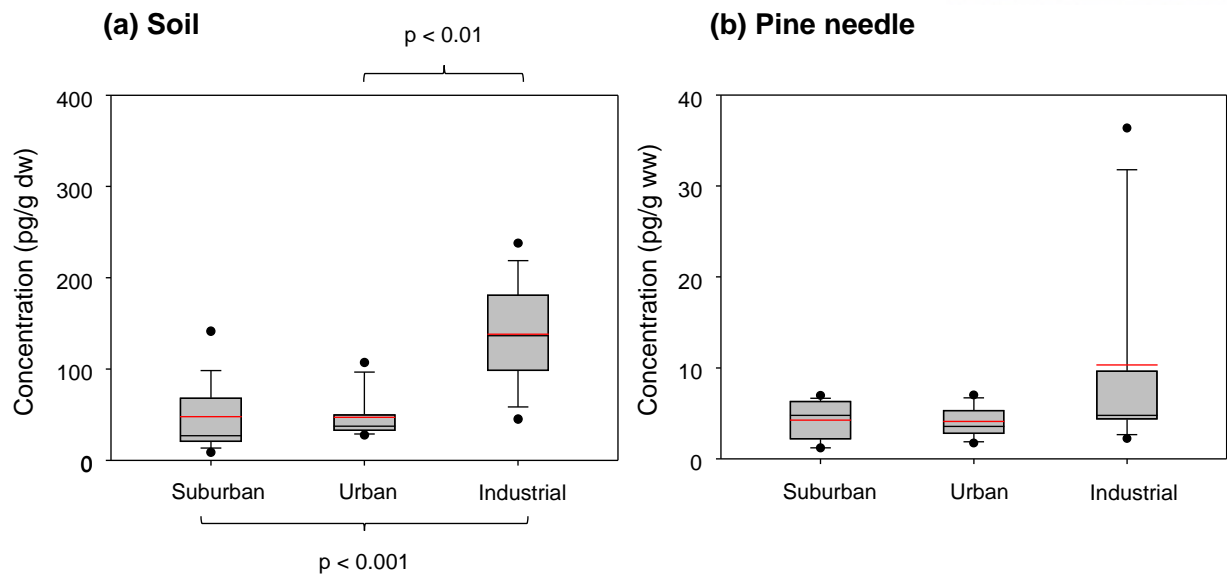 (a) Soil
p < 0.01
Concentration (pg/g dw)
400
300
200
100
0
Suburban
Urban
Industrial
p < 0.001
(b) Pine needle
Concentration (pg/g ww)
40
30
20
10
0
Suburban
Urban
Industrial